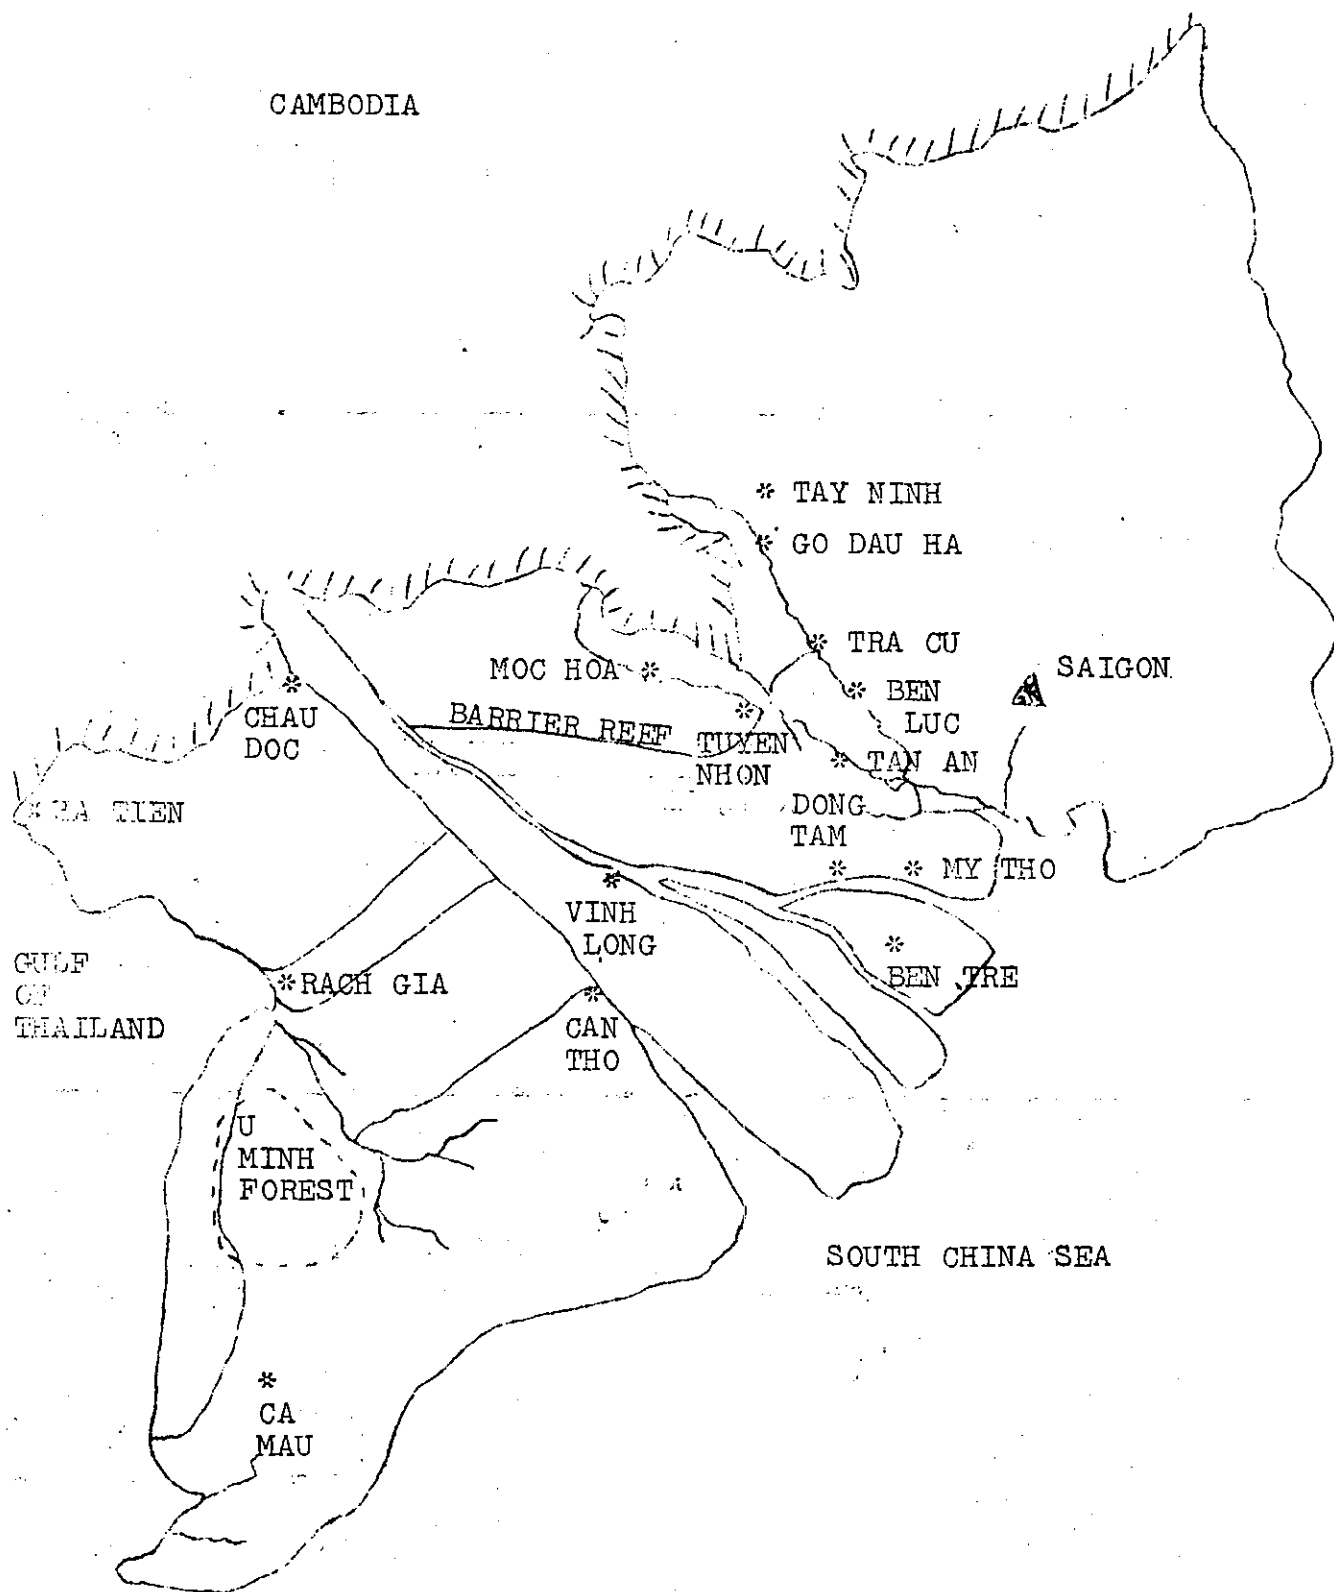 CAMBODIA
* TAY NINH
* GO DAU HA
* TRA CU
SAIGON
MOC HOA *
* BEN
LUC
*
CHAU
DOC
BARRIER REEF
*
TUYEN
NHON
* TAN AN
DONG
TAM
*
* HA TIEN
* MY THO
*
VINH
LONG
*
BEN TRE
GULF
OF
THAILAND
* RACH GIA
*
CAN
THO
U
MINH
FOREST
SOUTH CHINA SEA
*
CA
MAU